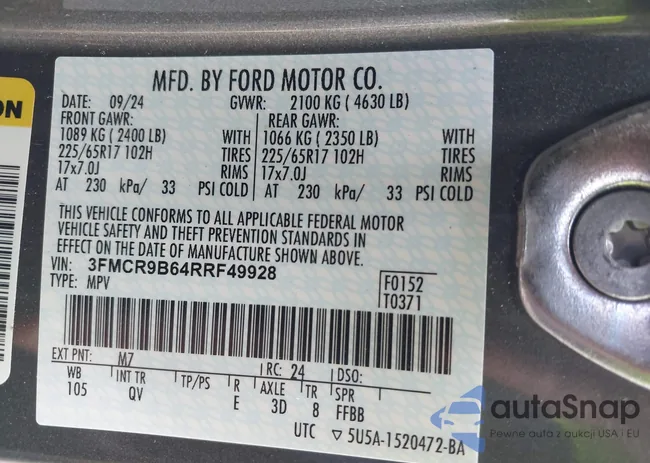 ON
MFD. BY FORD MOTOR CO.
DATE: 09/24 GVWR: 2100 KG ( 4630 LB)
FRONT GAWR: REAR GAWR:
1089 KG ( 2400 LB) WITH 1066 KG ( 2350 LB) WITH
225/65R17 102H TIRES 225/65R17 102H TIRES
17x7.0J RIMS 17x7.0J RIMS
AT 230 kPa/ 33 PSI COLD AT 230 kPa/ 33 PSI COLD
THIS VEHICLE CONFORMS TO ALL APPLICABLE FEDERAL MOTOR
VEHICLE SAFETY AND THEFT PREVENTION STANDARDS IN
EFFECT ON THE DATE OF MANUFACTURE SHOWN ABOVE.
VIN: 3FMCR9B64RRF49928
TYPE: MPV
F0152
T0371
EXT PNT: M7 RC: 24 DSO:
WB INT TR TP/PS R AXLE TR SPR
105 QV E 3D 8 FFBB
UTC ▽ 5U5A-1520472-BA
autoSnap
Pewne auta z aukcji USA i EU